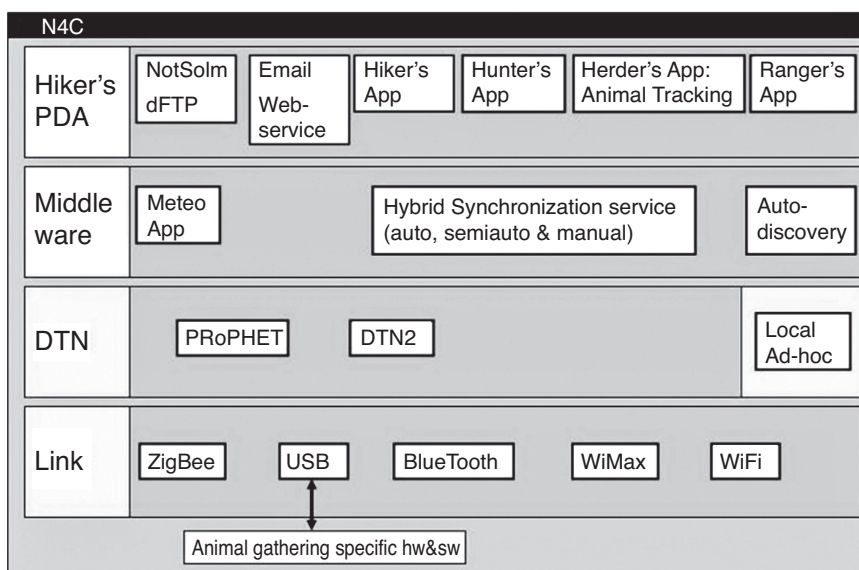 N4C
Hiker's
PDA
NotSolm
dFTP
Email
Web-
service
Hiker's
App
Hunter's
App
Herder's App:
Animal Tracking
Ranger's
App
Middle
ware
Meteo
App
Hybrid Synchronization service
(auto, semiauto & manual)
Auto-
discovery
DTN
PRoPHET
DTN2
Local
Ad-hoc
Link
ZigBee
USB
BlueTooth
WiMax
WiFi
Animal gathering specific hw&sw